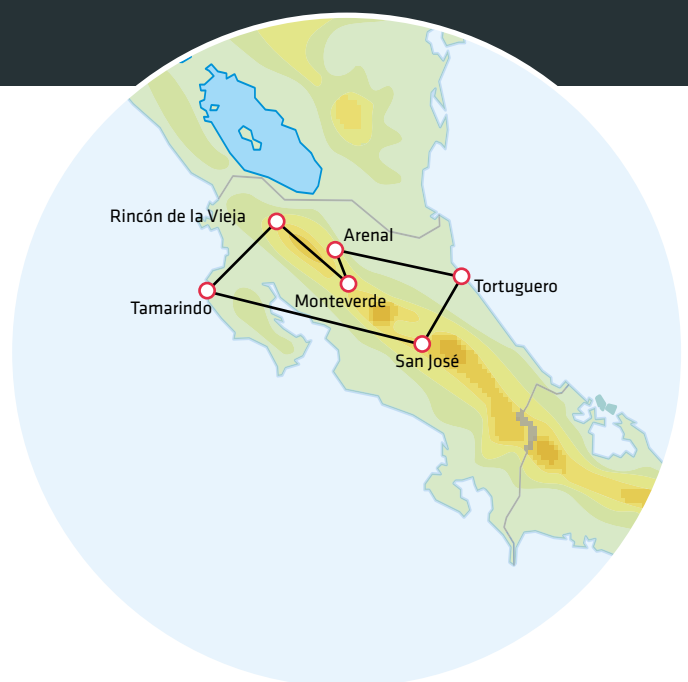 Rincón de la Vieja
Arenal
Tortuguero
Monteverde
Tamarindo
San José